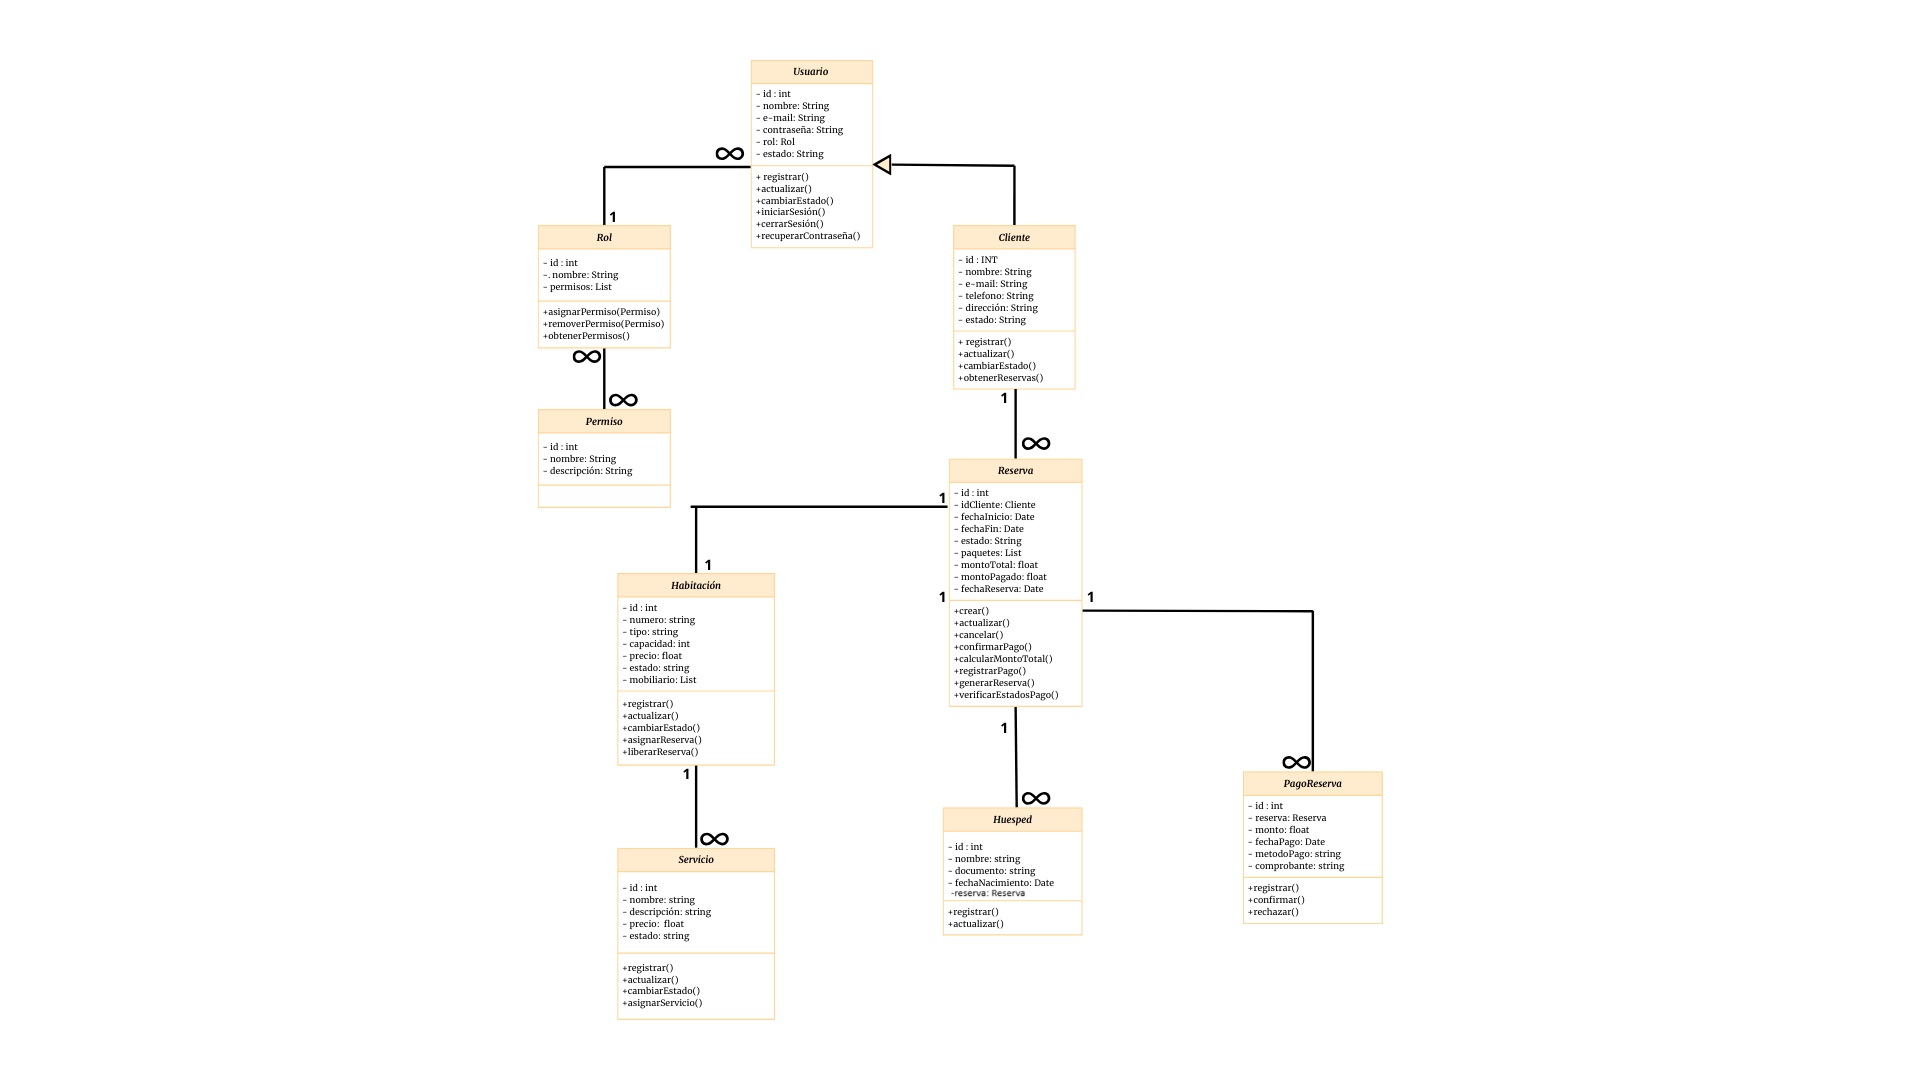 Usuario
- id : int
- nombre: String
- e-mail: String
- contraseña: String
- rol: Rol
- estado: String
+ registrar()
+actualizar()
+cambiarEstado()
+iniciarSesión()
+cerrarSesión()
+recuperarContraseña()
∞
1
Rol
- id : int
-. nombre: String
- permisos: List
+asignarPermiso(Permiso)
+removerPermiso(Permiso)
+obtenerPermisos()
∞
∞
Permiso
- id : int
- nombre: String
- descripción: String
Cliente
- id : INT
- nombre: String
- e-mail: String
- telefono: String
- dirección: String
- estado: String
+ registrar()
+actualizar()
+cambiarEstado()
+obtenerReservas()
1
∞
Reserva
- id : int
- idCliente: Cliente
- fechaInicio: Date
- fechaFin: Date
- estado: String
- paquetes: List
- montoTotal: float
- montoPagado: float
- fechaReserva: Date
+crear()
+actualizar()
+cancelar()
+confirmarPago()
+calcularMontoTotal()
+registrarPago()
+generarReserva()
+verificarEstadosPago()
1
1
1
1
1
Habitación
- id : int
- numero: string
- tipo: string
- capacidad: int
- precio: float
- estado: string
- mobiliario: List
+registrar()
+actualizar()
+cambiarEstado()
+asignarReserva()
+liberarReserva()
1
∞
Servicio
- id : int
- nombre: string
- descripción: string
- precio: float
- estado: string
+registrar()
+actualizar()
+cambiarEstado()
+asignarServicio()
∞
Huesped
- id : int
- nombre: string
- documento: string
- fechaNacimiento: Date
-reserva: Reserva
+registrar()
+actualizar()
∞
PagoReserva
- id : int
- reserva: Reserva
- monto: float
- fechaPago: Date
- metodoPago: string
- comprobante: string
+registrar()
+confirmar()
+rechazar()